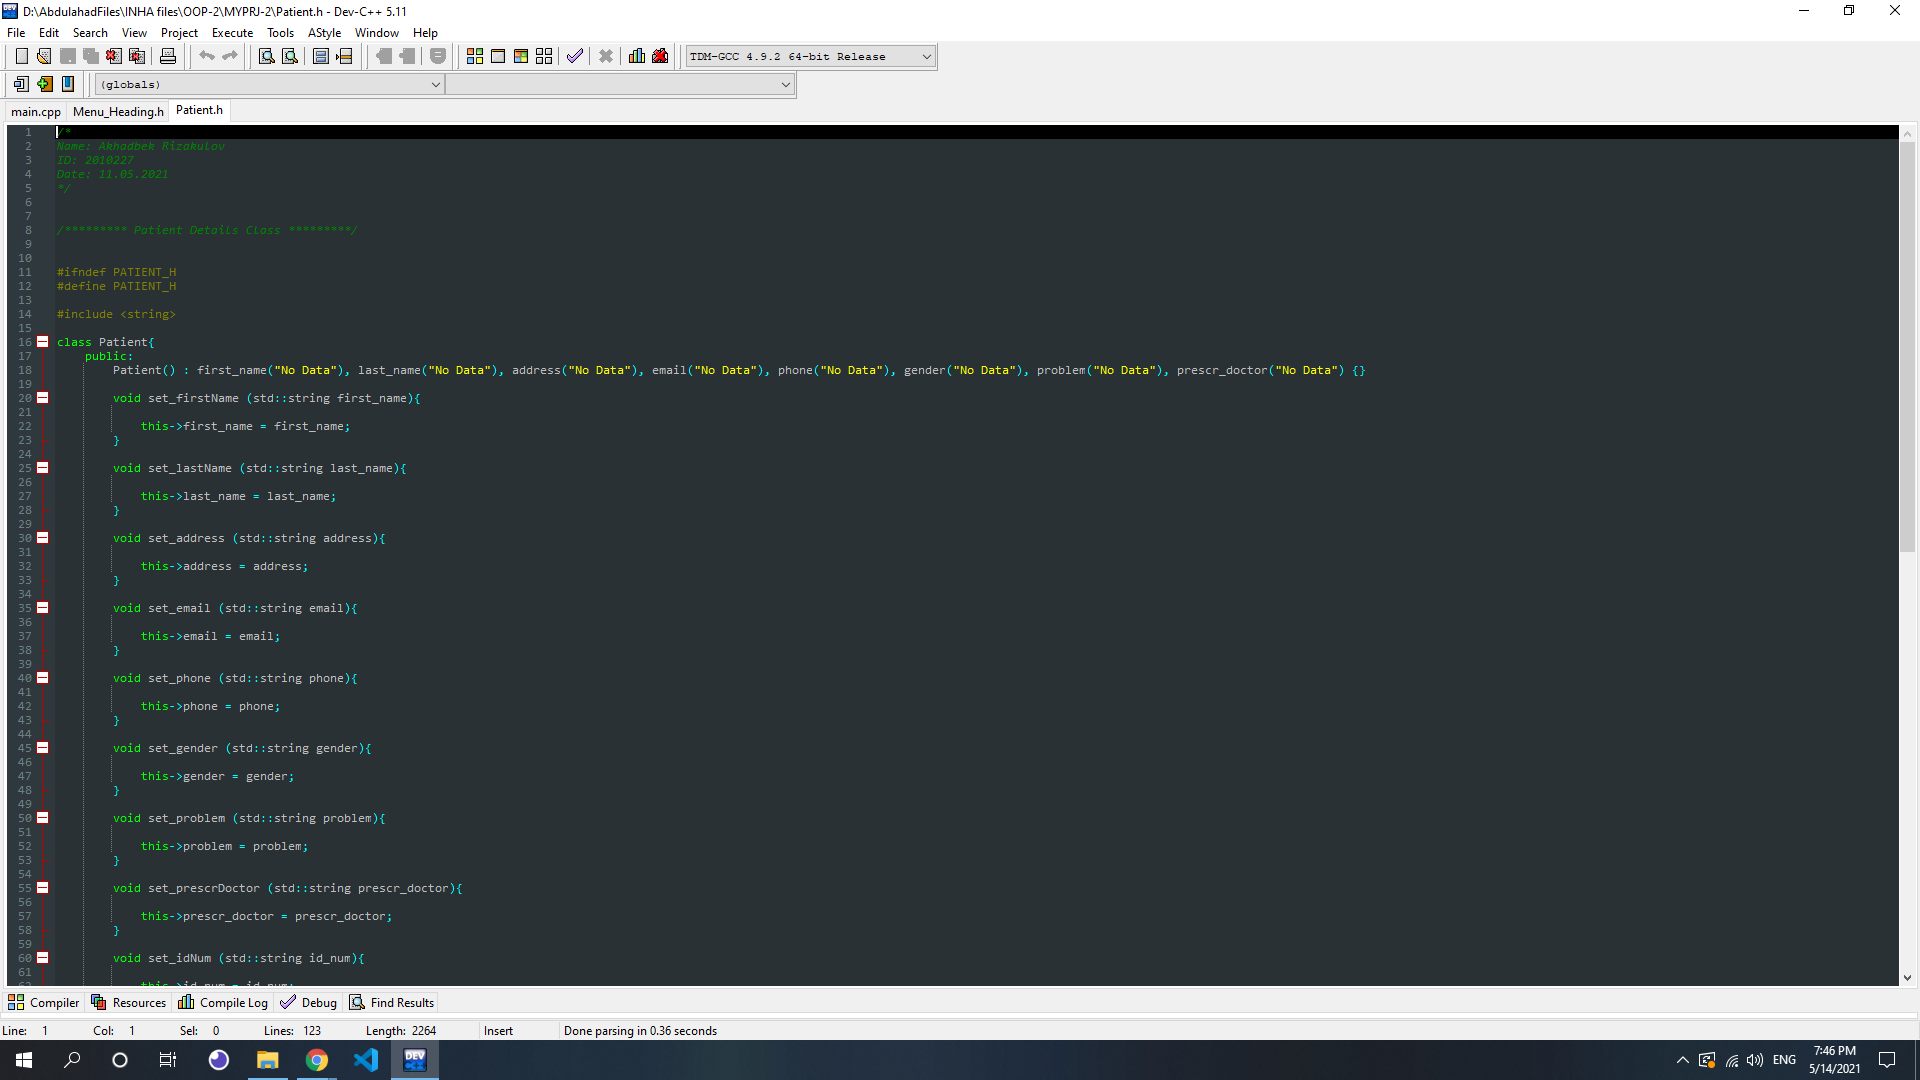 D:\AbdulahadFiles\INHA files\OOP-2\MYPRJ-2\Patient.h - Dev-C++ 5.11
File Edit Search View Project Execute Tools AStyle Window Help
TDM-GCC 4.9.2 64-bit Release
(globals)
main.cpp Menu_Heading.h Patient.h
1 /*
2 Name: Akhadbek Rizakulov
3 ID: 2010227
4 Date: 11.05.2021
5 */
6
7
8 /********* Patient Details Class *********/
9
10
11 #ifndef PATIENT_H
12 #define PATIENT_H
13
14 #include <string>
15
16 class Patient{
17 public:
18 Patient() : first_name("No Data"), last_name("No Data"), address("No Data"), email("No Data"), phone("No Data"), gender("No Data"), problem("No Data"), prescr_doctor("No Data") {}
19
20 void set_firstName (std::string first_name){
21
22 this->first_name = first_name;
23 }
24
25 void set_lastName (std::string last_name){
26
27 this->last_name = last_name;
28 }
29
30 void set_address (std::string address){
31
32 this->address = address;
33 }
34
35 void set_email (std::string email){
36
37 this->email = email;
38 }
39
40 void set_phone (std::string phone){
41
42 this->phone = phone;
43 }
44
45 void set_gender (std::string gender){
46
47 this->gender = gender;
48 }
49
50 void set_problem (std::string problem){
51
52 this->problem = problem;
53 }
54
55 void set_prescrDoctor (std::string prescr_doctor){
56
57 this->prescr_doctor = prescr_doctor;
58 }
59
60 void set_idNum (std::string id_num){
61
62 this->id_num = id_num;
Compiler Resources Compile Log Debug Find Results
Line: 1 Col: 1 Sel: 0 Lines: 123 Length: 2264 Insert Done parsing in 0.36 seconds
DEV C++
ENG
7:46 PM
5/14/2021